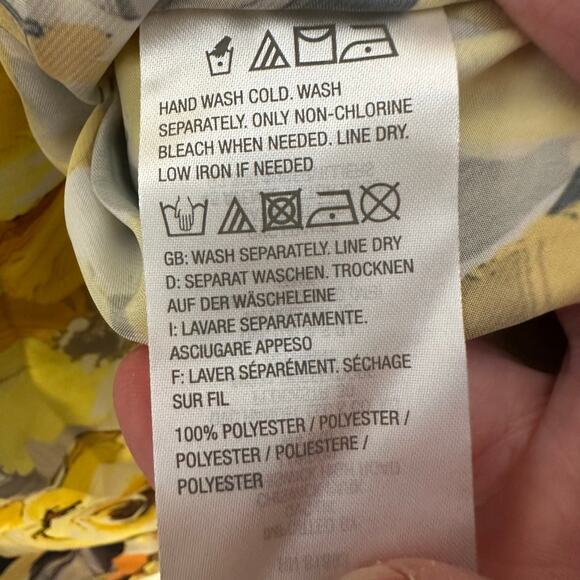 HAND WASH COLD. WASH
SEPARATELY. ONLY NON-CHLORINE
BLEACH WHEN NEEDED. LINE DRY.
LOW IRON IF NEEDED
GB: WASH SEPARATELY. LINE DRY
D: SEPARAT WASCHEN. TROCKNEN
AUF DER WÄSCHELEINE
I: LAVARE SEPARATAMENTE.
ASCIUGARE APPESO
F: LAVER SÉPARÉMENT. SÉCHAGE
SUR FIL
100% POLYESTER / POLYESTER /
POLYESTER / POLIESTERE /
POLYESTER